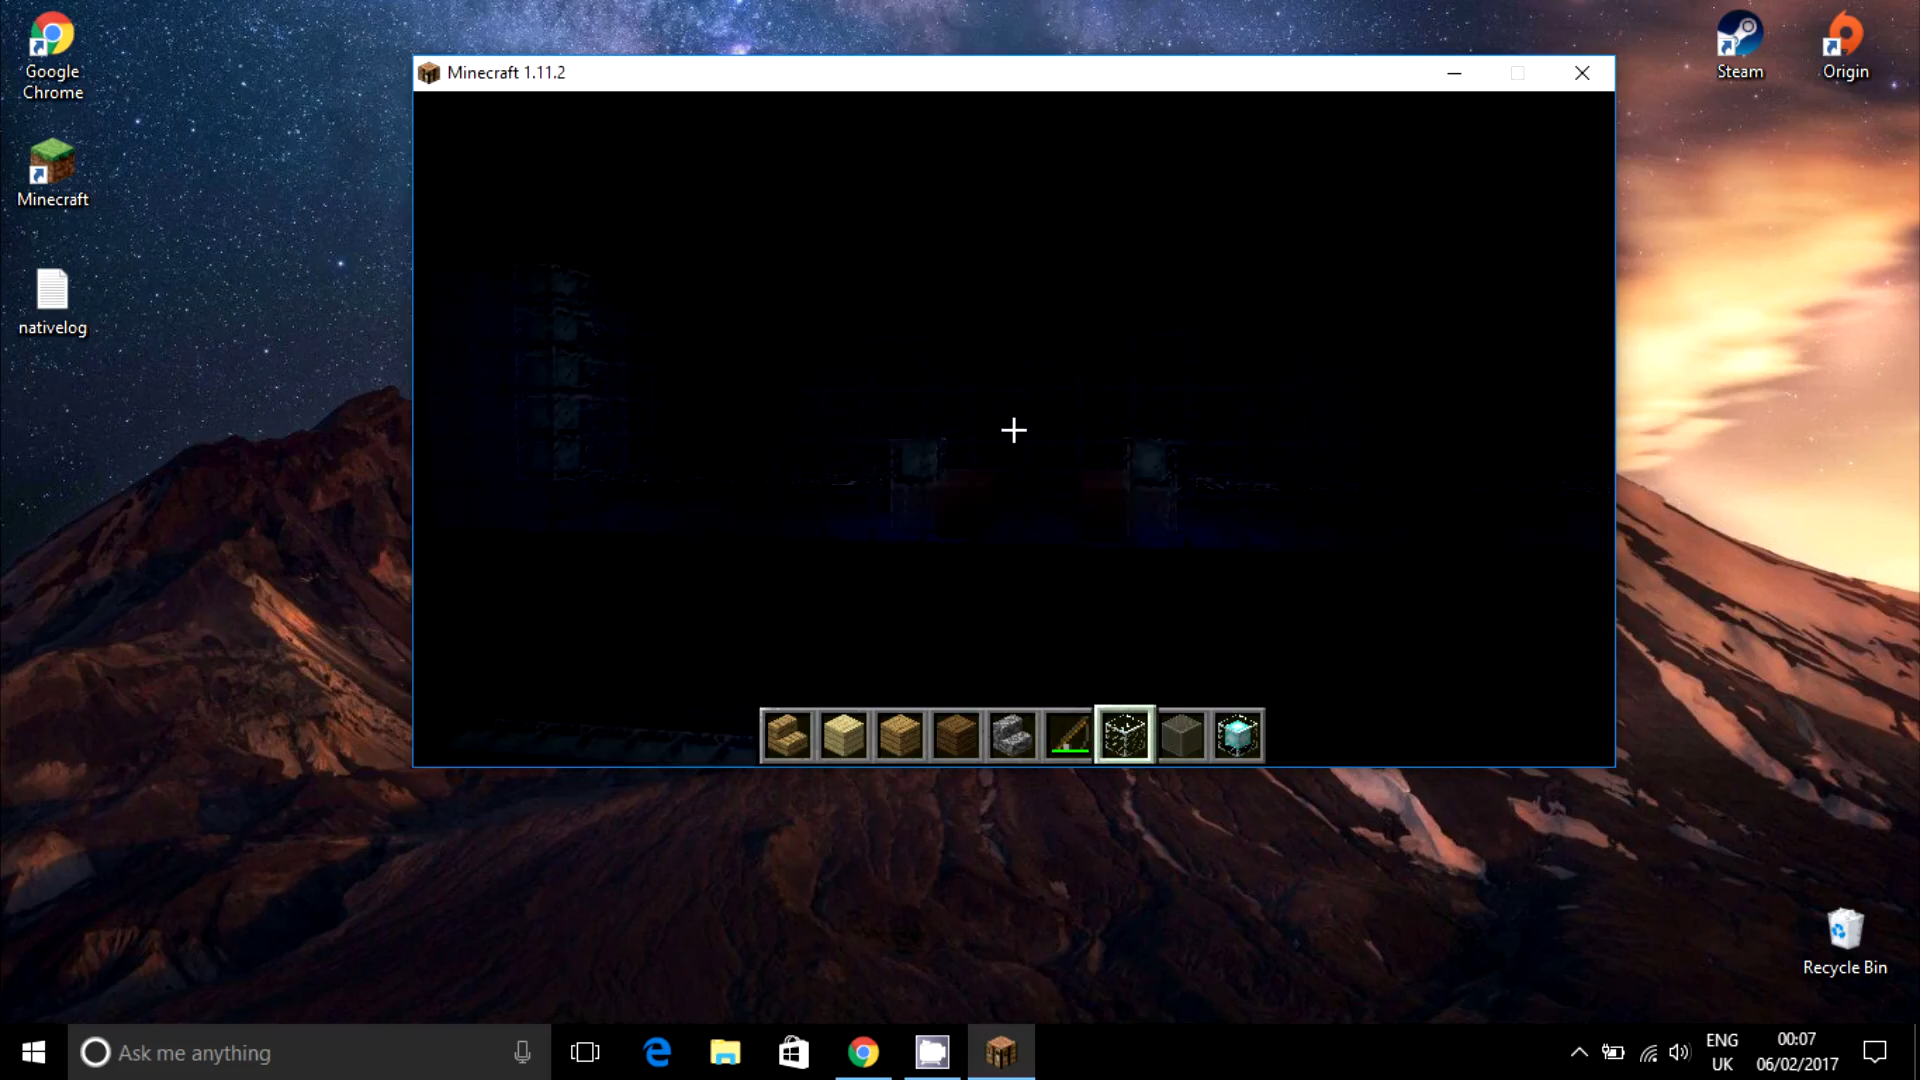 Google
Chrome
Minecraft
nativelog
Minecraft 1.11.2
Steam
Origin
Recycle Bin
Ask me anything
ENG
UK
00:07
06/02/2017